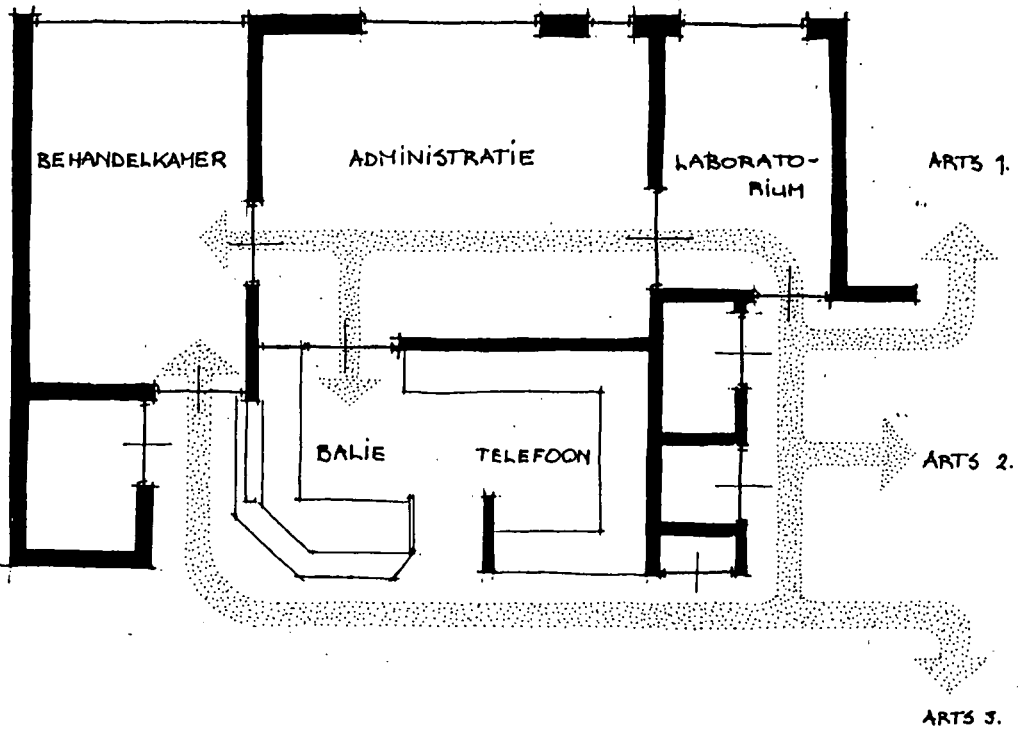 BEHANDELKAMER
ADMINISTRATIE
LABORATO-
RIUM
ARTS 1.
BALIE
TELEFOON
ARTS 2.
ARTS 3.